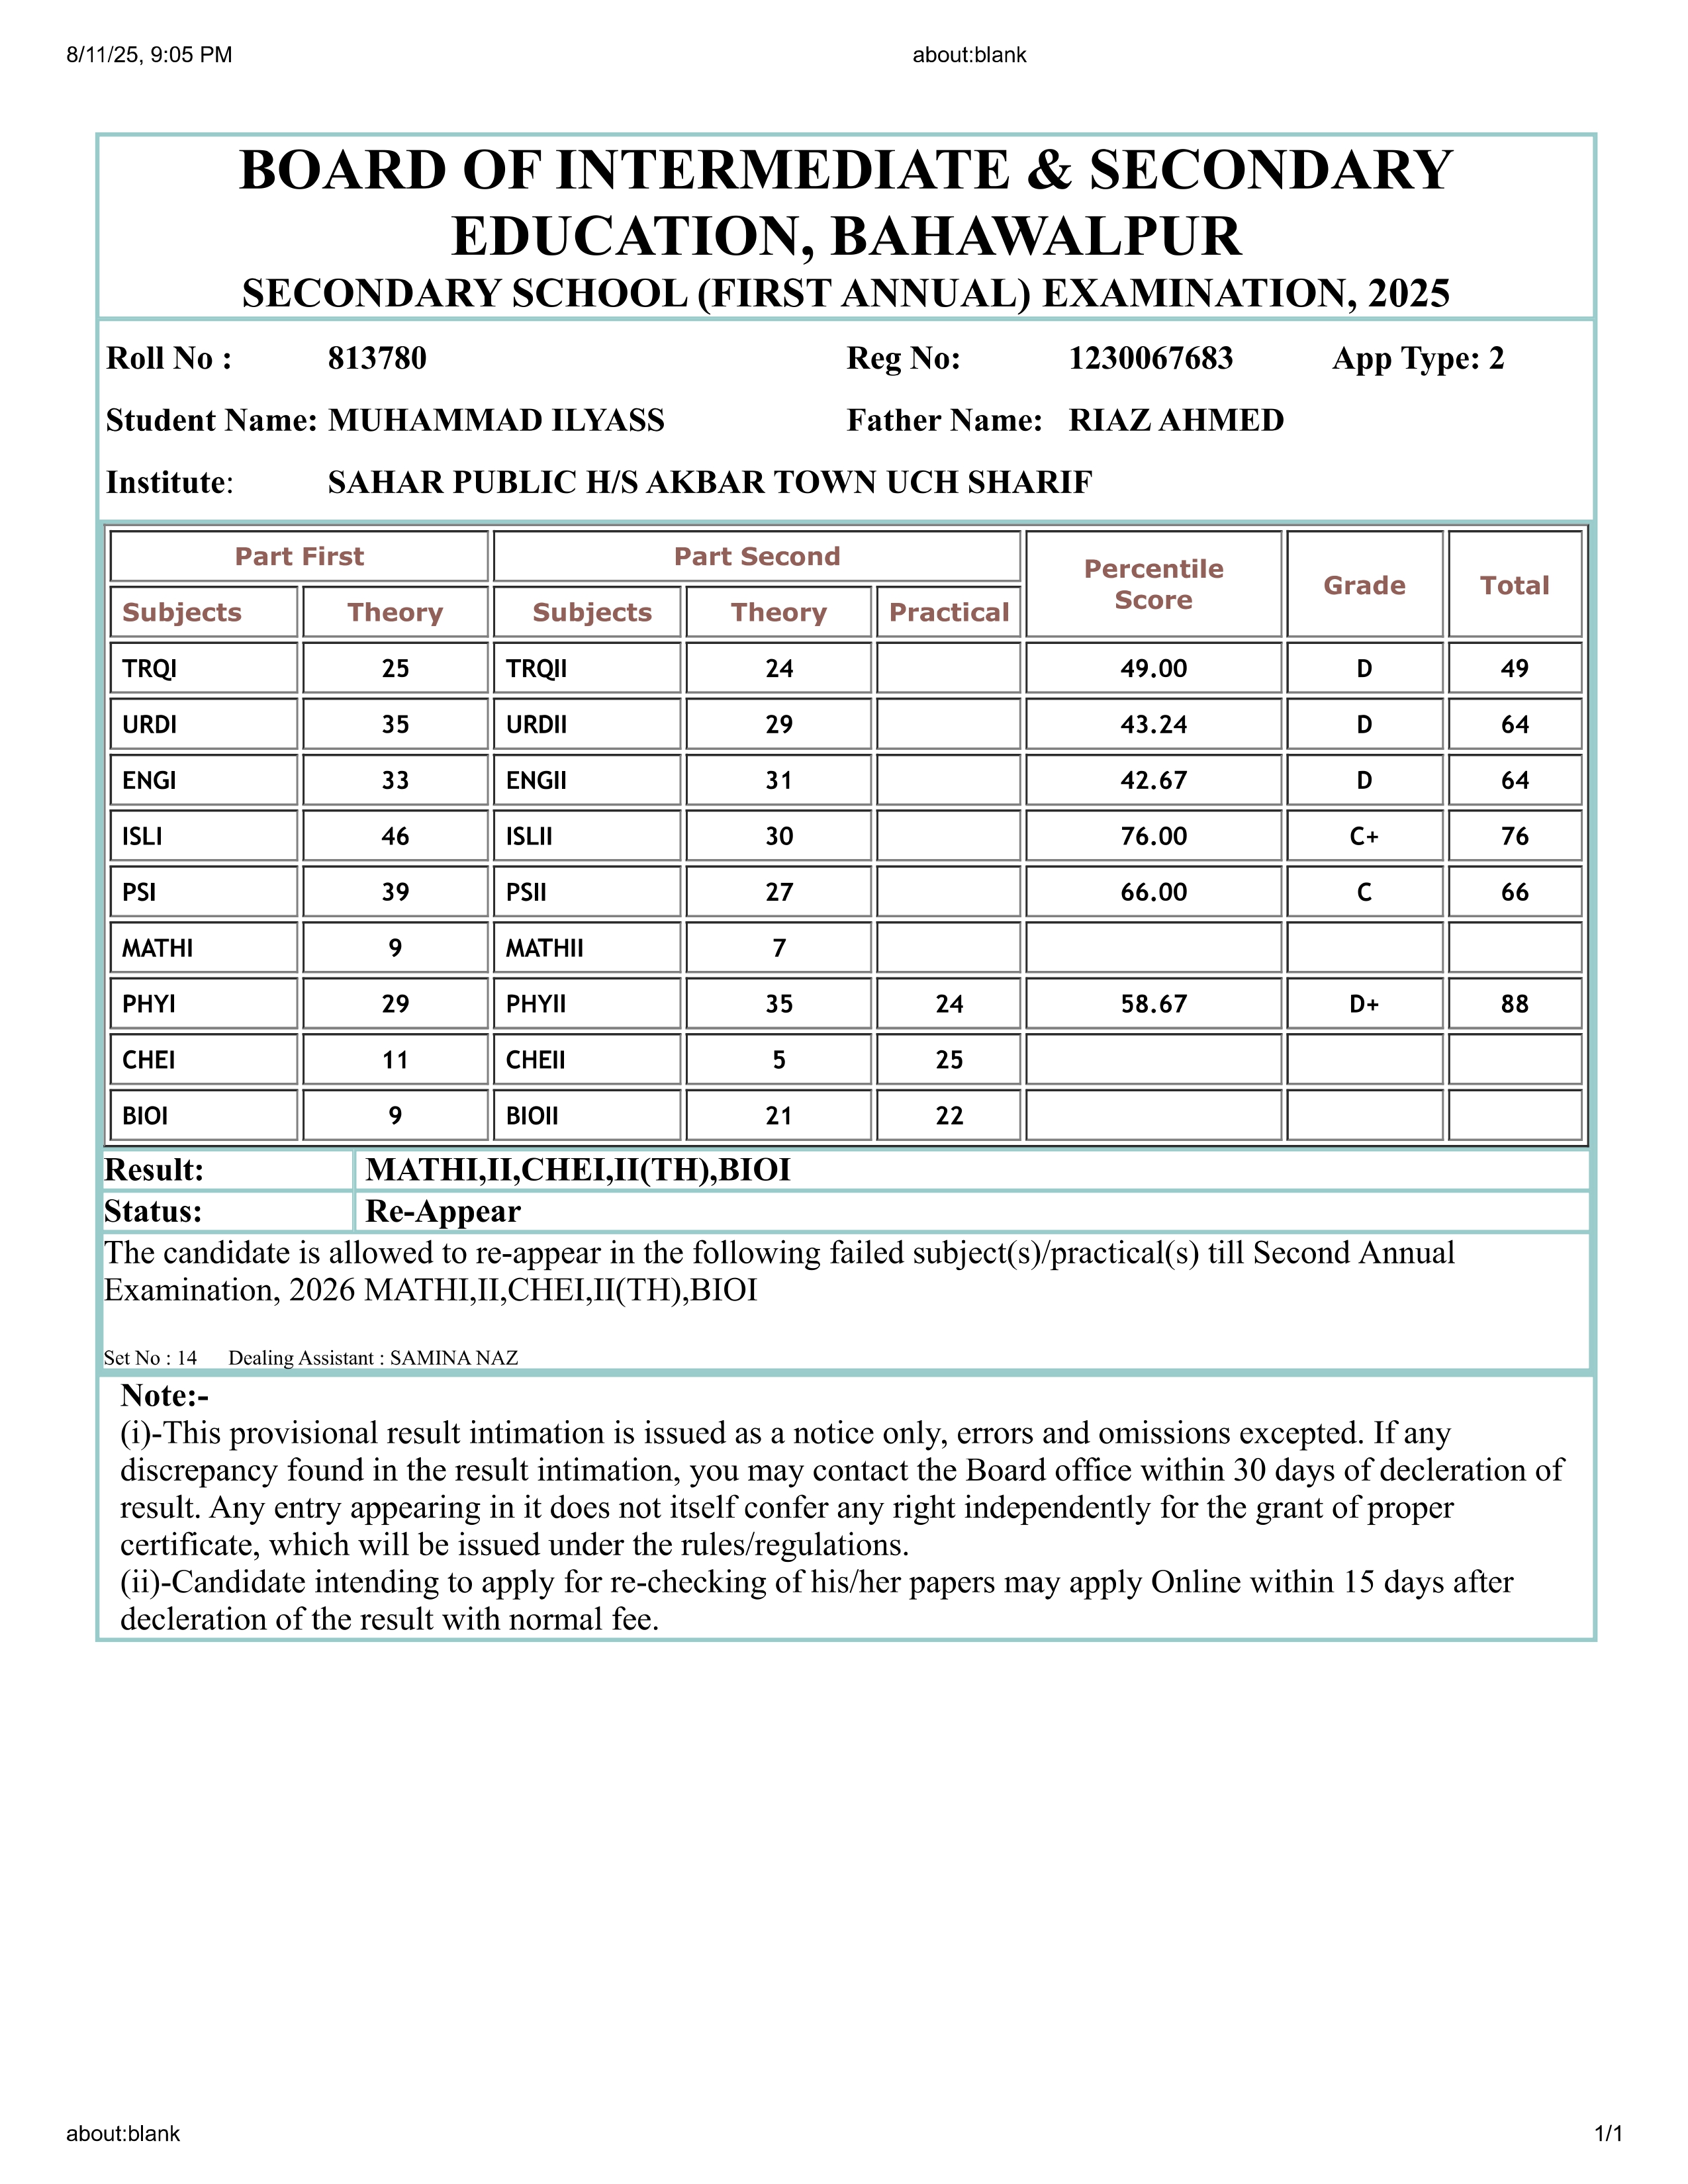 8/11/25, 9:05 PM about:blank
BOARD OF INTERMEDIATE & SECONDARY
EDUCATION, BAHAWALPUR
SECONDARY SCHOOL (FIRST ANNUAL) EXAMINATION, 2025
Roll No : 813780 Reg No: 1230067683 App Type: 2
Student Name: MUHAMMAD ILYASS Father Name: RIAZ AHMED
Institute: SAHAR PUBLIC H/S AKBAR TOWN UCH SHARIF
Part First Part Second Percentile Score Grade Total
Subjects Theory Subjects Theory Practical
TRQI 25 TRQII 24 49.00 D 49
URDI 35 URDII 29 43.24 D 64
ENGI 33 ENGII 31 42.67 D 64
ISLI 46 ISLII 30 76.00 C+ 76
PSI 39 PSII 27 66.00 C 66
MATHI 9 MATHII 7
PHYI 29 PHYII 35 24 58.67 D+ 88
CHEI 11 CHEII 5 25
BIOI 9 BIOII 21 22
Result: MATHI,II,CHEI,II(TH),BIOI
Status: Re-Appear
The candidate is allowed to re-appear in the following failed subject(s)/practical(s) till Second Annual
Examination, 2026 MATHI,II,CHEI,II(TH),BIOI
Set No : 14 Dealing Assistant : SAMINA NAZ
Note:-
(i)-This provisional result intimation is issued as a notice only, errors and omissions excepted. If any
discrepancy found in the result intimation, you may contact the Board office within 30 days of decleration of
result. Any entry appearing in it does not itself confer any right independently for the grant of proper
certificate, which will be issued under the rules/regulations.
(ii)-Candidate intending to apply for re-checking of his/her papers may apply Online within 15 days after
decleration of the result with normal fee.
about:blank 1/1